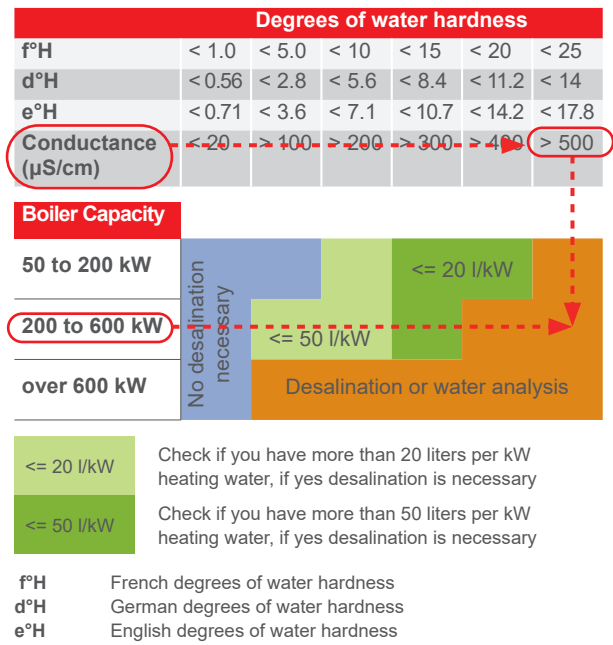 Degrees of water hardness
f°H < 1.0 < 5.0 < 10 < 15 < 20 < 25
d°H < 0.56 < 2.8 < 5.6 < 8.4 < 11.2 < 14
e°H < 0.71 < 3.6 < 7.1 < 10.7 < 14.2 < 17.8
Conductance < 20 > 100 > 200 > 300 > 400 > 500
(µS/cm)
Boiler Capacity
50 to 200 kW
<= 20 l/kW
200 to 600 kW
<= 50 l/kW
over 600 kW
No desalination
necessary
Desalination or water analysis
<= 20 l/kW
Check if you have more than 20 liters per kW
heating water, if yes desalination is necessary
<= 50 l/kW
Check if you have more than 50 liters per kW
heating water, if yes desalination is necessary
f°H French degrees of water hardness
d°H German degrees of water hardness
e°H English degrees of water hardness